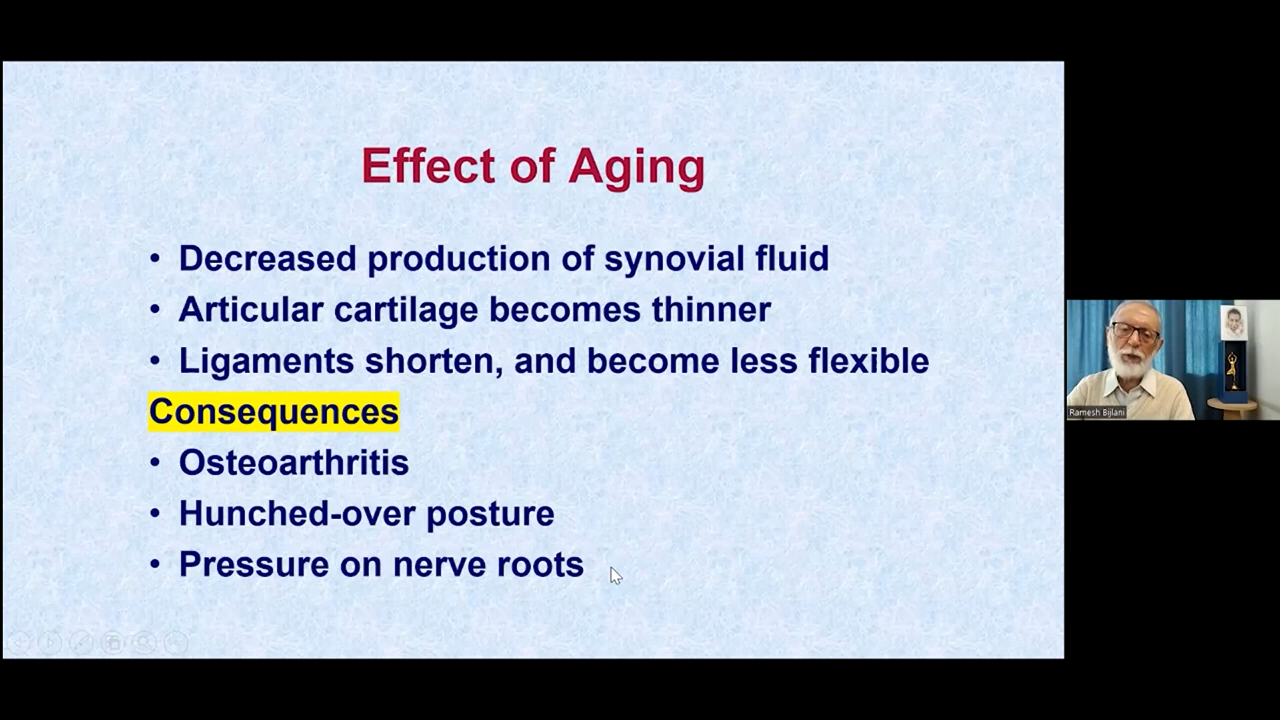 Effect of Aging
• Decreased production of synovial fluid
• Articular cartilage becomes thinner
• Ligaments shorten, and become less flexible
Consequences
• Osteoarthritis
• Hunched-over posture
• Pressure on nerve roots
Ramesh Bijlani